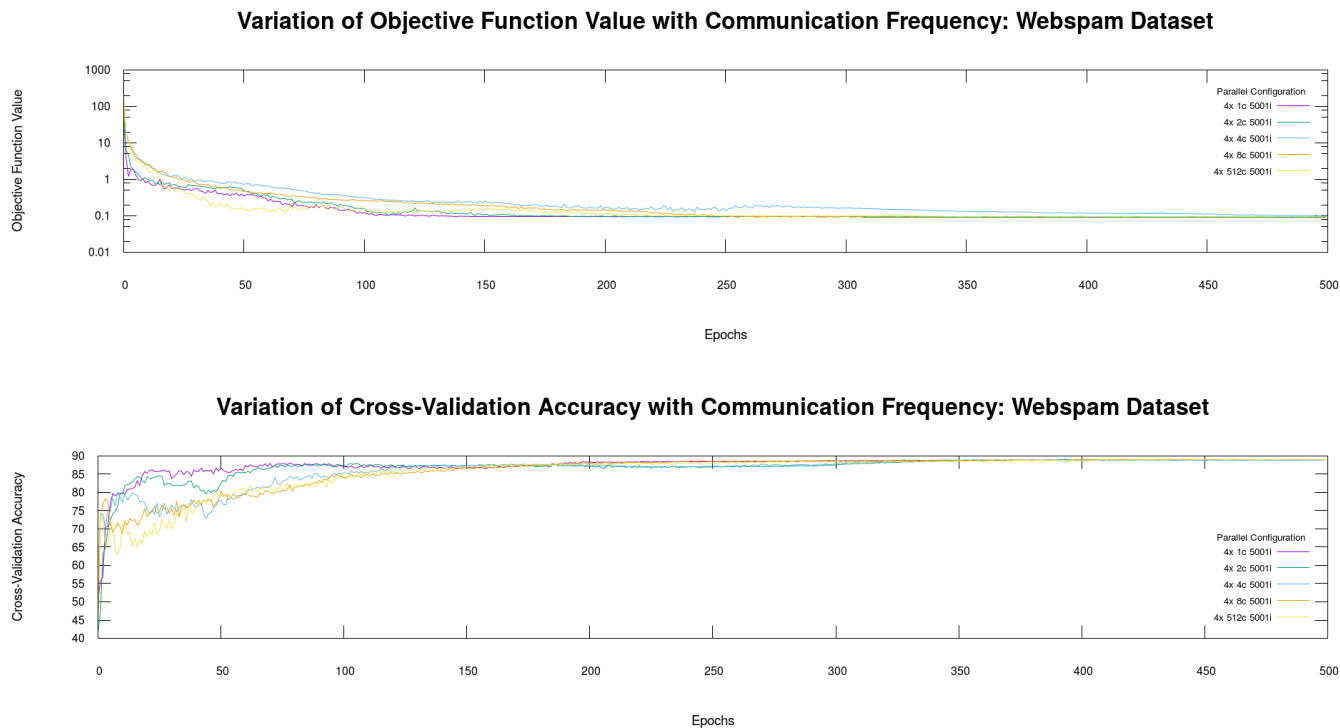 Variation of Objective Function Value with Communication Frequency: Webspam Dataset
Objective Function Value
1000
100
10
1
0.1
0.01
Parallel Configuration
4x 1c 5001i
4x 2c 5001i
4x 4c 5001i
4x 8c 5001i
4x 512c 5001i
0 50 100 150 200 250 300 350 400 450 500
Epochs
Variation of Cross-Validation Accuracy with Communication Frequency: Webspam Dataset
Cross-Validation Accuracy
90
85
80
75
70
65
60
55
50
45
40
Parallel Configuration
4x 1c 5001i
4x 2c 5001i
4x 4c 5001i
4x 8c 5001i
4x 512c 5001i
0 50 100 150 200 250 300 350 400 450 500
Epochs